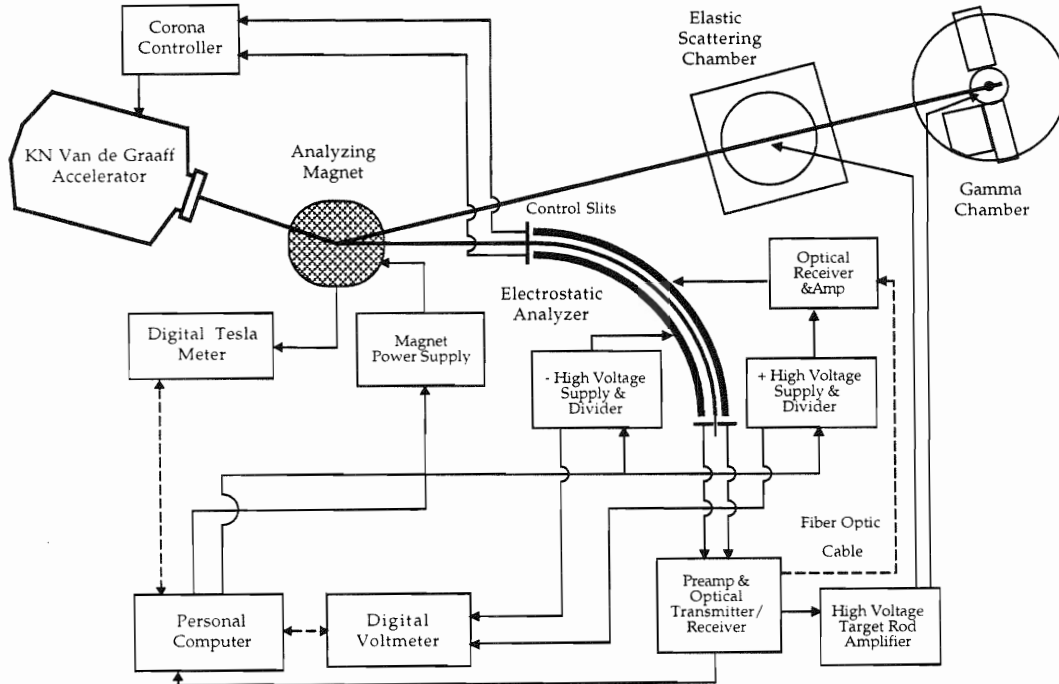 Corona
Controller
Elastic
Scattering
Chamber
KN Van de Graaff
Accelerator
Analyzing
Magnet
Gamma
Chamber
Control Slits
Optical
Receiver
&Amp
Electrostatic
Analyzer
Digital Tesla
Meter
Magnet
Power Supply
- High Voltage
Supply &
Divider
+ High Voltage
Supply &
Divider
Fiber Optic
Cable
Personal
Computer
Digital
Voltmeter
Preamp &
Optical
Transmitter/
Receiver
High Voltage
Target Rod
Amplifier